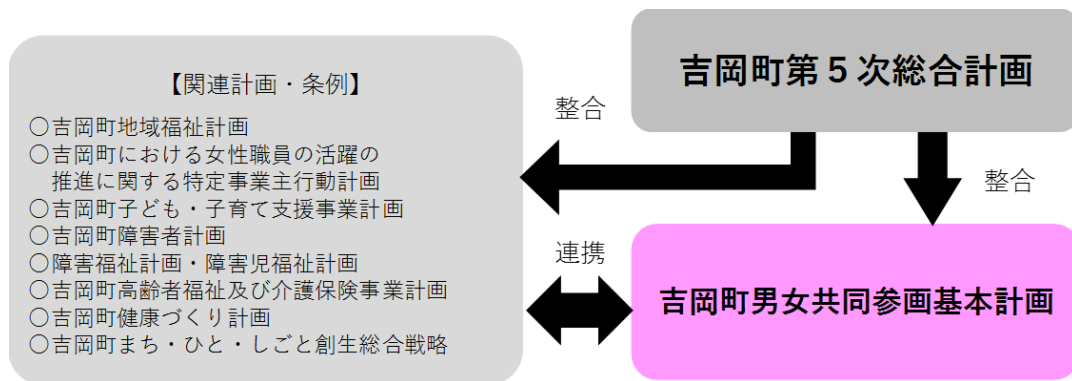 吉岡町第５次総合計画
【関連計画・条例】
整合
○吉岡町地域福祉計画
○吉岡町における女性職員の活躍の
推進に関する特定事業主行動計画
整合
○吉岡町子ども・子育て支援事業計画
○吉岡町障害者計画
連携
○障害福祉計画・障害児福祉計画
○吉岡町高齢者福祉及び介護保険事業計画
吉岡町男女共同参画基本計画
○吉岡町健康づくり計画
○吉岡町まち・ひと・しごと創生総合戦略